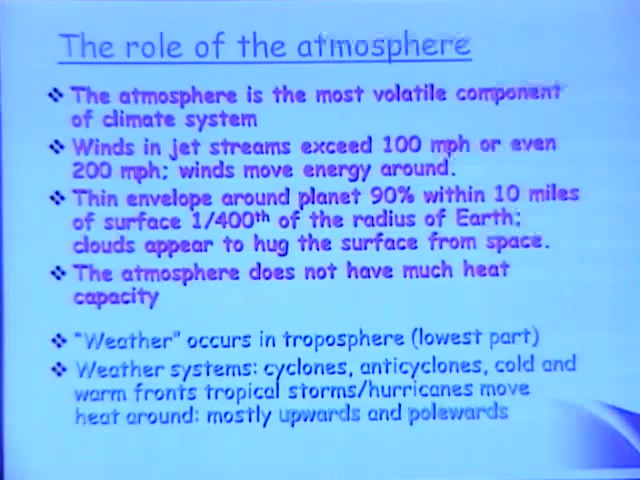 The role of the atmosphere
❖ The atmosphere is the most volatile component
of climate system
❖ Winds in jet streams exceed 100 mph or even
200 mph; winds move energy around.
❖ Thin envelope around planet 90% within 10 miles
of surface 1/400th of the radius of Earth;
clouds appear to hug the surface from space.
❖ The atmosphere does not have much heat
capacity
❖ "Weather" occurs in troposphere (lowest part)
❖ Weather systems: cyclones, anticyclones, cold and
warm fronts tropical storms/hurricanes move
heat around: mostly upwards and polewards